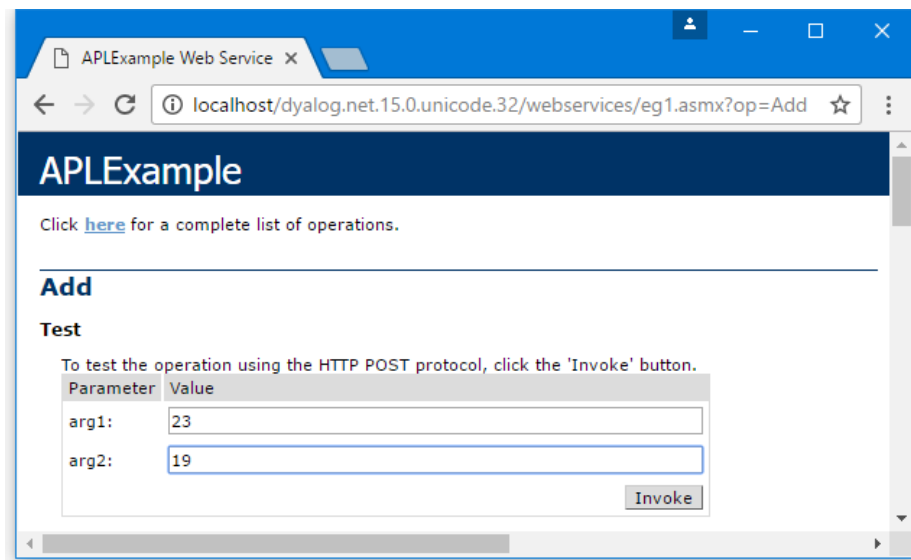 APLExample Web Service
localhost/dyalog.net.15.0.unicode.32/webservices/eg1.asmx?op=Add
APLExample
Click here for a complete list of operations.
Add
Test
To test the operation using the HTTP POST protocol, click the 'Invoke' button.
Parameter Value
arg1: 23
arg2: 19
Invoke